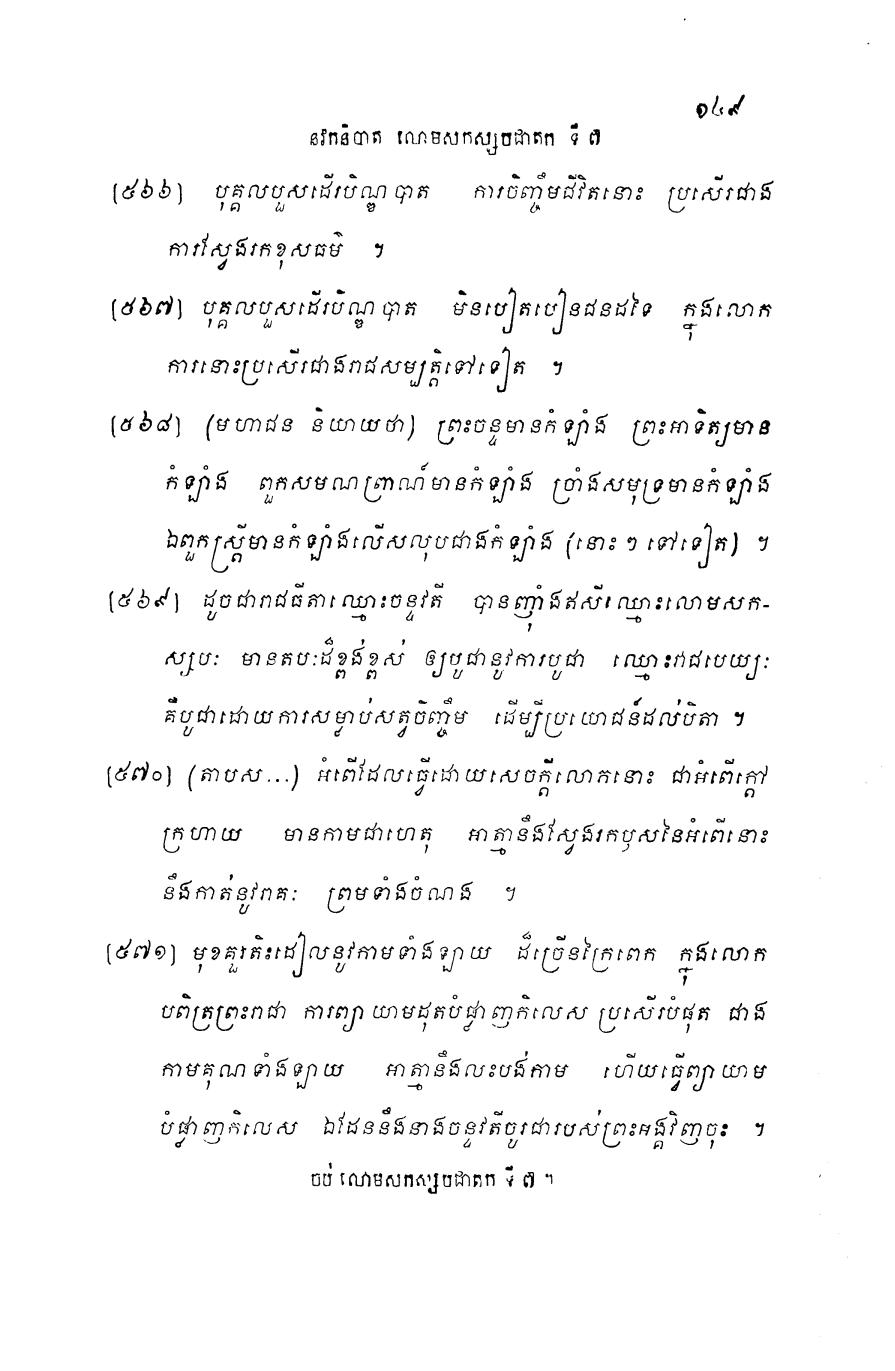 ១៤៩
នវកនិបាត លោមសកស្សបជាតក ទី ៧
[៥៦៦] បុគ្គលបួសដើរបិណ្ឌបាត ការចិញ្ចឹមជីវិតនោះ ប្រសើរជាង
ការស្វែងរកខុសធម៌ ។
[៥៦៧] បុគ្គលបួសដើរបិណ្ឌបាត មិនបៀតបៀនជនដទៃ ក្នុងលោក
ការនោះប្រសើរជាងរាជសម្បត្តិទៅទៀត ។
[៥៦៨] (មហាជន និយាយថា) ព្រះចន្ទមានកំឡាំង ព្រះអាទិត្យមាន
កំឡាំង ពួកសមណព្រាហ្មណ៍មានកំឡាំង ច្រាំងសមុទ្រមានកំឡាំង
ឯពួកស្ត្រីមានកំឡាំងលើសលុបជាងកំឡាំង (នោះ ៗ ទៅទៀត) ។
[៥៦៩] ដូចជារាជធីតាឈ្មោះចន្ទវតី បានញ៉ាំងឥសីឈ្មោះលោមសក-
ស្សបៈ មានតបៈដ៏ខ្ពង់ខ្ពស់ ឲ្យបូជានូវការបូជា ឈ្មោះវាជបេយ្យៈ
គឺបូជាដោយការសម្លាប់សត្វចិញ្ចឹម ដើម្បីប្រយោជន៍ដល់បិតា ។
[៥៧០] (តាបស...) អំពើដែលធ្វើដោយសេចក្តីលោភនោះ ជាអំពើក្តៅ
ក្រហាយ មានកាមជាហេតុ អាត្មានឹងស្វែងរកឫសនៃអំពើនោះ
នឹងកាត់នូវរាគៈ ព្រមទាំងចំណង ។
[៥៧១] មុខគួរតិះដៀលនូវកាមទាំងឡាយ ដ៏ច្រើនក្រៃពេក ក្នុងលោក
បពិត្រព្រះរាជា ការព្យាយាមដុតបំផ្លាញកិលេស ប្រសើរបំផុត ជាង
កាមគុណទាំងឡាយ អាត្មានឹងលះបង់កាម ហើយធ្វើព្យាយាម
បំផ្លាញកិលេស ឯដែននឹងនាងចន្ទវតីចូរជារបស់ព្រះអង្គវិញចុះ ។
ចប់ លោមសកស្សបជាតក ទី ៧ ។